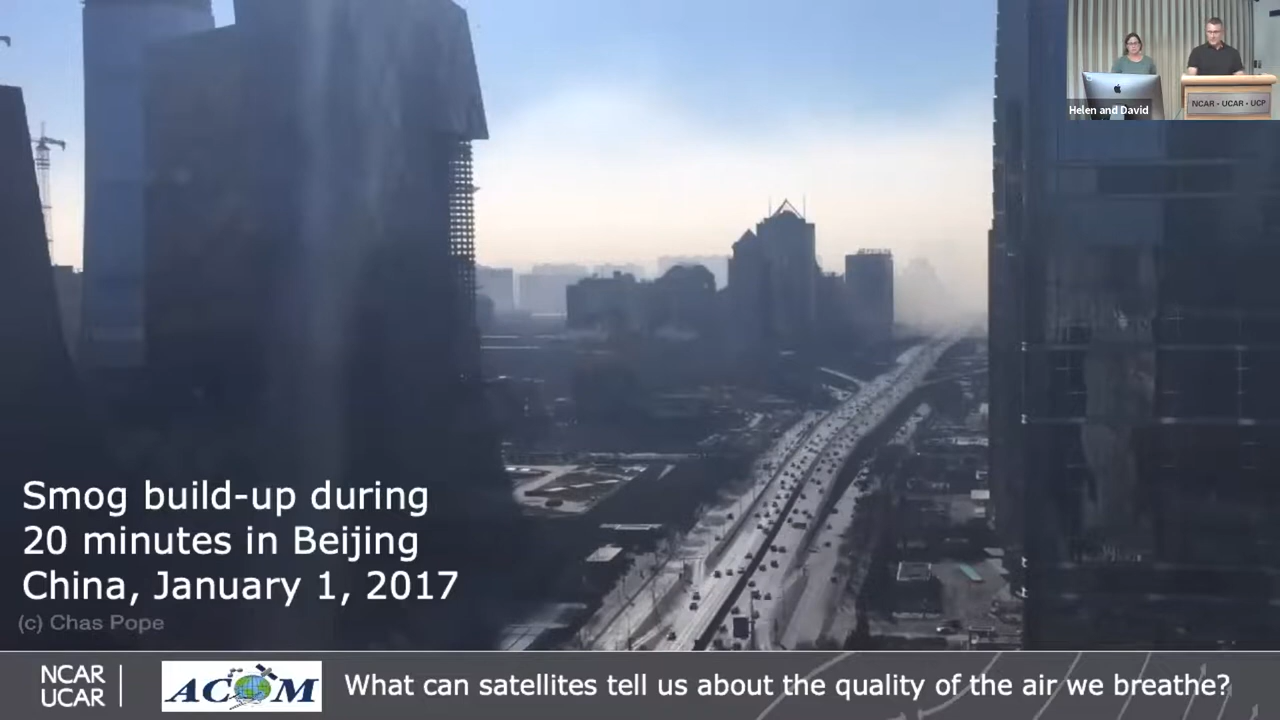 Helen and David
NCAR • UCAR • UCP
Smog build-up during
20 minutes in Beijing
China, January 1, 2017
(c) Chas Pope
NCAR
UCAR
ACOM
What can satellites tell us about the quality of the air we breathe?